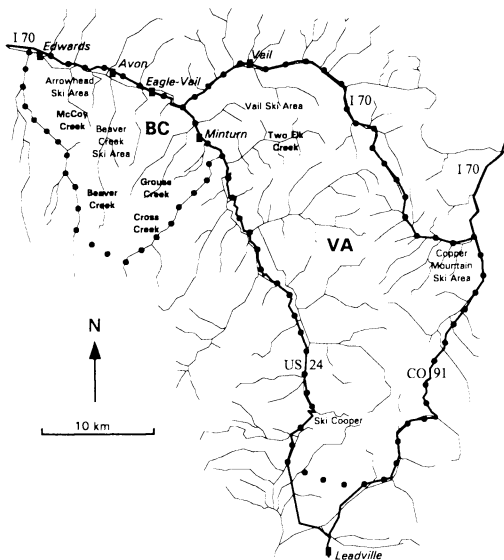 I 70
Edwards
Avon
Vail
Arrowhead
Ski Area
Eagle-Vail
McCoy
Creek
Vail Ski Area
I 70
BC
Beaver
Creek
Ski Area
Minturn
Two Elk
Creek
I 70
Beaver
Creek
Grouse
Creek
Cross
Creek
VA
Copper
Mountain
Ski Area
N
US 24
CO 91
10 km
Ski Cooper
Leadville